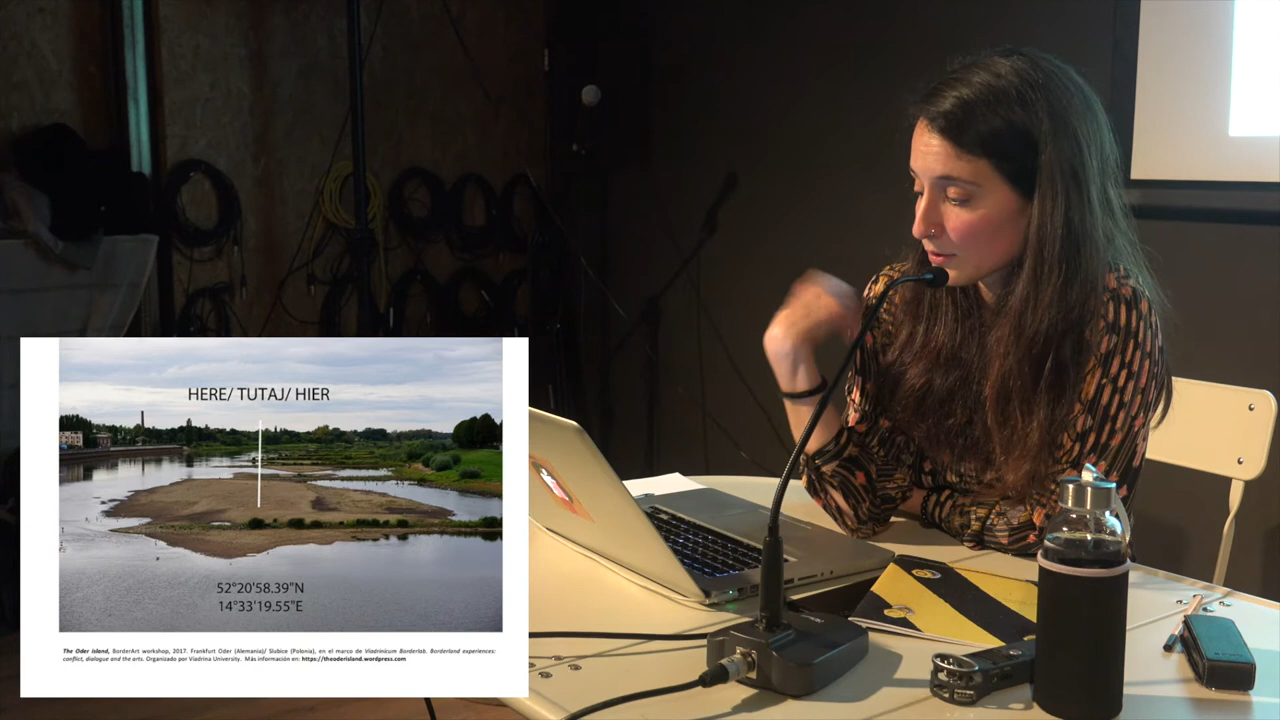 HERE/ TUTAJ/ HIER
52°20'58.39"N
14°33'19.55"E
The Oder Island, BorderArt workshop, 2017. Frankfurt Oder (Alemania)/ Slubice (Polonia), en el marco de Viadrinicum Borderlab. Borderland experiences:
conflict, dialogue and the arts. Organizado por Viadrina University. Más información en: https://theoderisland.wordpress.com